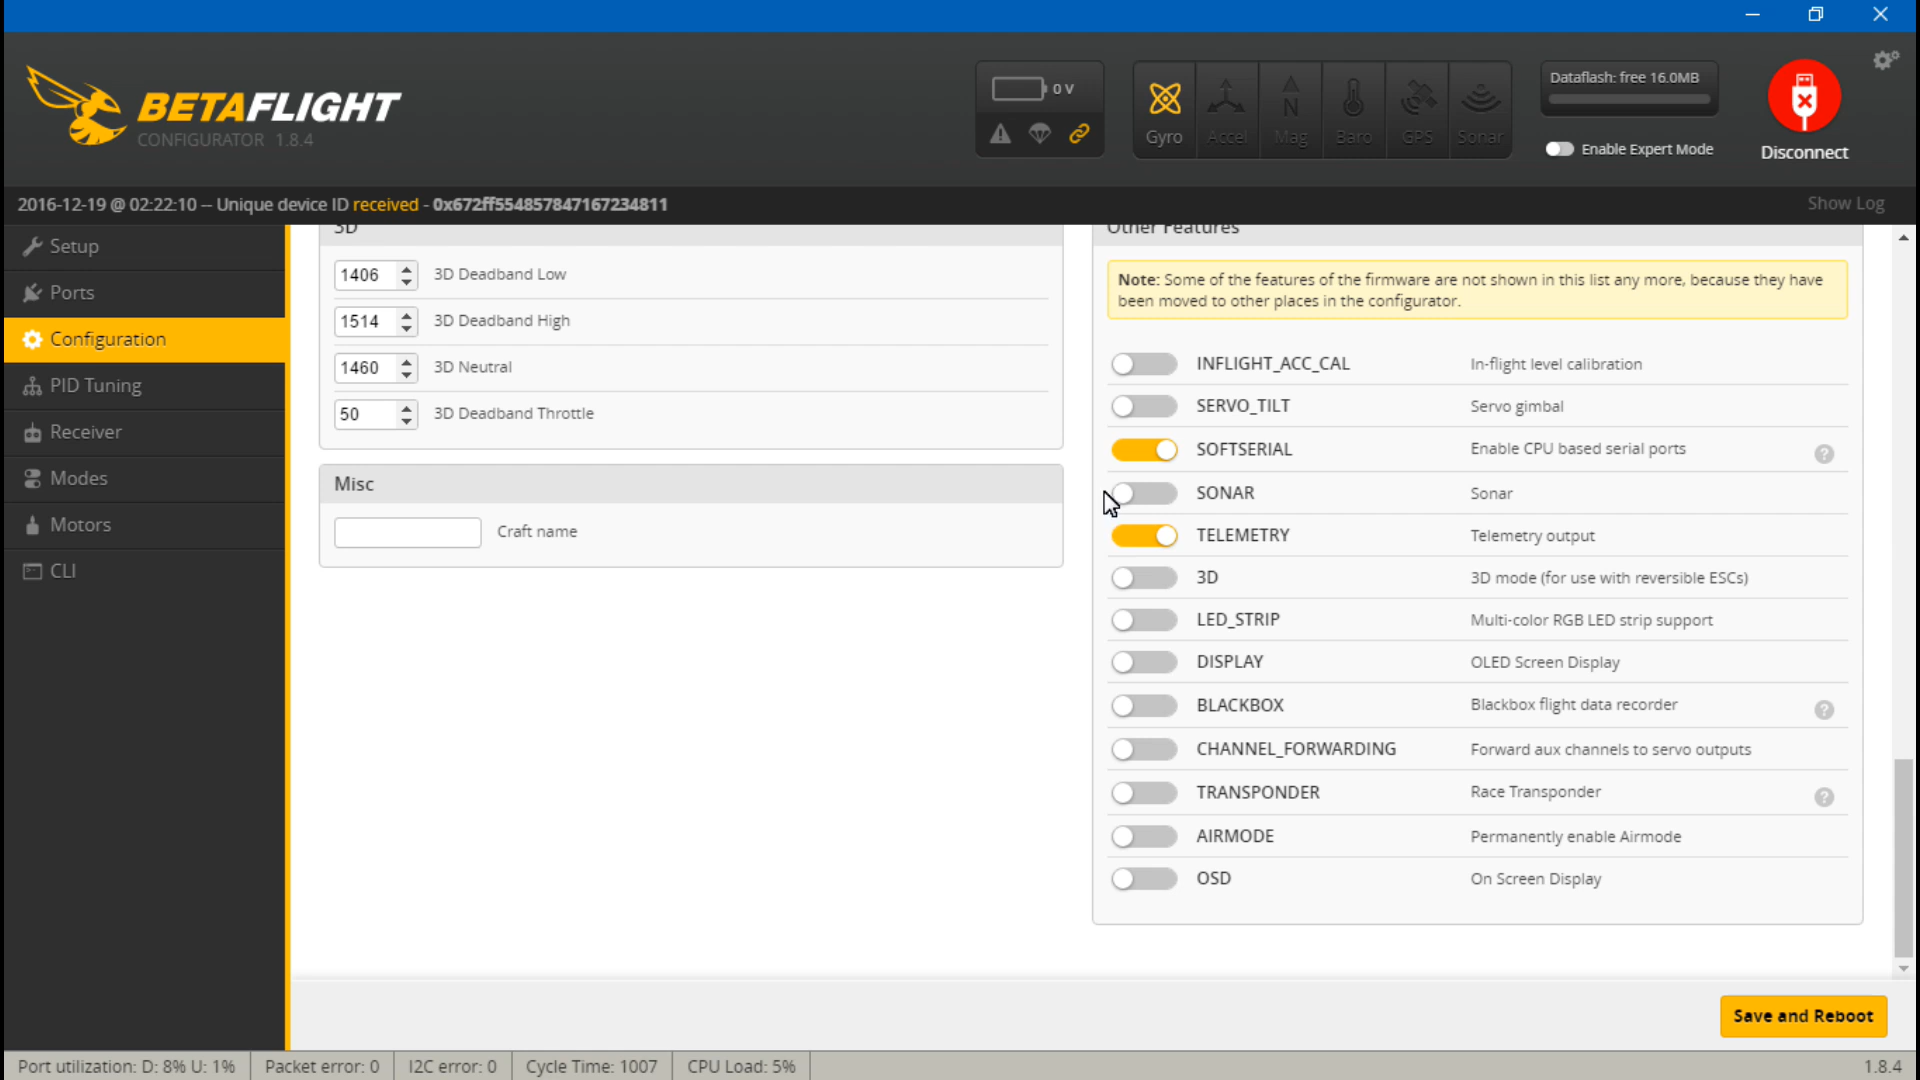 BETAFLIGHT
CONFIGURATOR 1.8.4
0 V
Gyro
Accel
Mag
Baro
GPS
Sonar
Dataflash: free 16.0MB
Enable Expert Mode
Disconnect
2016-12-19 @ 02:22:10 -- Unique device ID received - 0x672ff554857847167234811
Show Log
Setup
Ports
Configuration
PID Tuning
Receiver
Modes
Motors
CLI
3D
1406 3D Deadband Low
1514 3D Deadband High
1460 3D Neutral
50 3D Deadband Throttle
Misc
Craft name
Other Features
Note: Some of the features of the firmware are not shown in this list any more, because they have
been moved to other places in the configurator.
INFLIGHT_ACC_CAL In-flight level calibration
SERVO_TILT Servo gimbal
SOFTSERIAL Enable CPU based serial ports ?
SONAR Sonar
TELEMETRY Telemetry output
3D 3D mode (for use with reversible ESCs)
LED_STRIP Multi-color RGB LED strip support
DISPLAY OLED Screen Display
BLACKBOX Blackbox flight data recorder ?
CHANNEL_FORWARDING Forward aux channels to servo outputs
TRANSPONDER Race Transponder ?
AIRMODE Permanently enable Airmode
OSD On Screen Display
Save and Reboot
Port utilization: D: 8% U: 1% Packet error: 0 I2C error: 0 Cycle Time: 1007 CPU Load: 5% 1.8.4